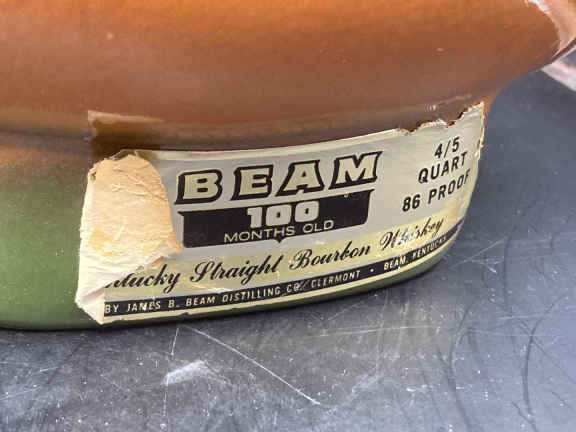 BEAM
100
MONTHS OLD
4/5
QUART
86 PROOF
Straight Bourbon Whiskey
BY JAMES B. BEAM DISTILLING CO. CLERMONT • BEAM, KENTUCKY